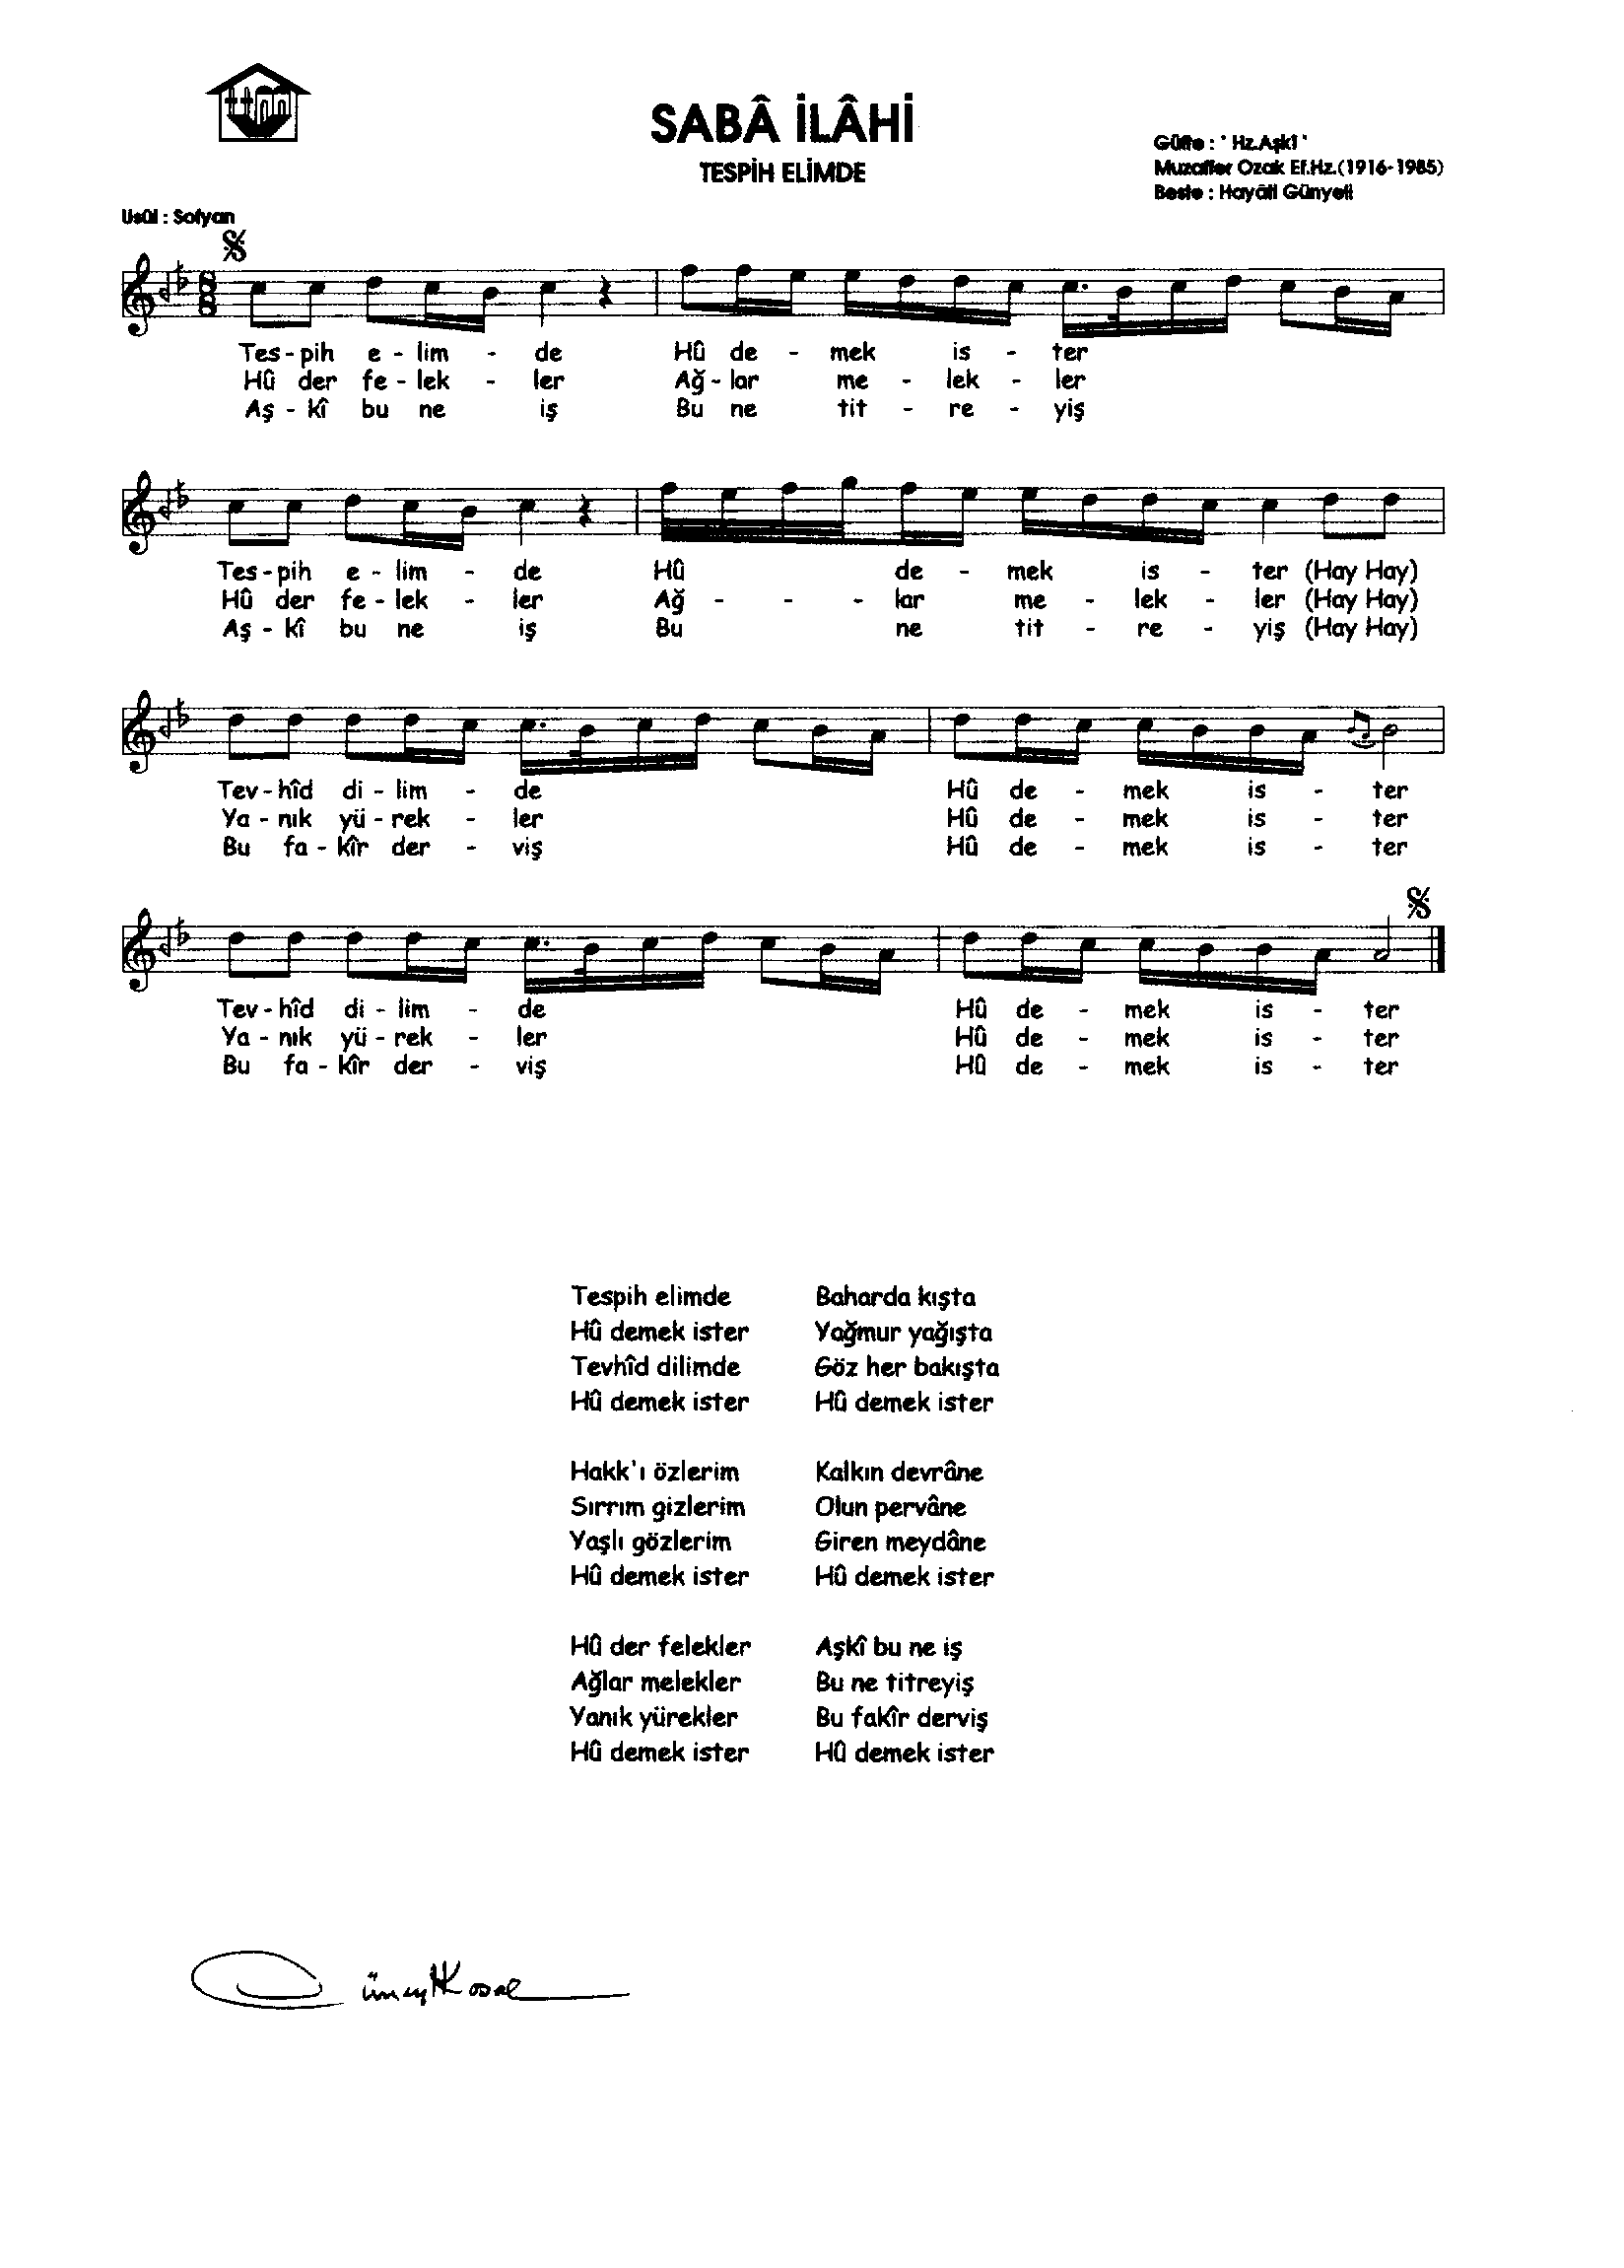 ttmn
SABÂ İLÂHİ
TESPİH ELİMDE
Güfte : ' Hz.Aşkî '
Muzaffer Ozak Ef.Hz.(1916-1985)
Beste : Hayâti Günyeli
Usûl : Sofyan
8
8
Tes-pih e-lim - de Hû de - mek is - ter
Hû der fe-lek - ler Ağ-lar me - lek - ler
Aş-kî bu ne iş Bu ne tit - re - yiş
Tes-pih e-lim - de Hû de - mek is - ter (Hay Hay)
Hû der fe-lek - ler Ağ - - - lar me - lek - ler (Hay Hay)
Aş-kî bu ne iş Bu ne tit - re - yiş (Hay Hay)
Tev-hîd di-lim - de Hû de - mek is - ter
Ya-nık yü-rek - ler Hû de - mek is - ter
Bu fa-kîr der - viş Hû de - mek is - ter
Tev-hîd di-lim - de Hû de - mek is - ter
Ya-nık yü-rek - ler Hû de - mek is - ter
Bu fa-kîr der - viş Hû de - mek is - ter
Tespih elimde
Hû demek ister
Tevhîd dilimde
Hû demek ister
Hakk'ı özlerim
Sırrım gizlerim
Yaşlı gözlerim
Hû demek ister
Hû der felekler
Ağlar melekler
Yanık yürekler
Hû demek ister
Baharda kışta
Yağmur yağışta
Göz her bakışta
Hû demek ister
Kalkın devrâne
Olun pervâne
Giren meydâne
Hû demek ister
Aşkî bu ne iş
Bu ne titreyiş
Bu fakîr derviş
Hû demek ister
Cüneyt Kosal